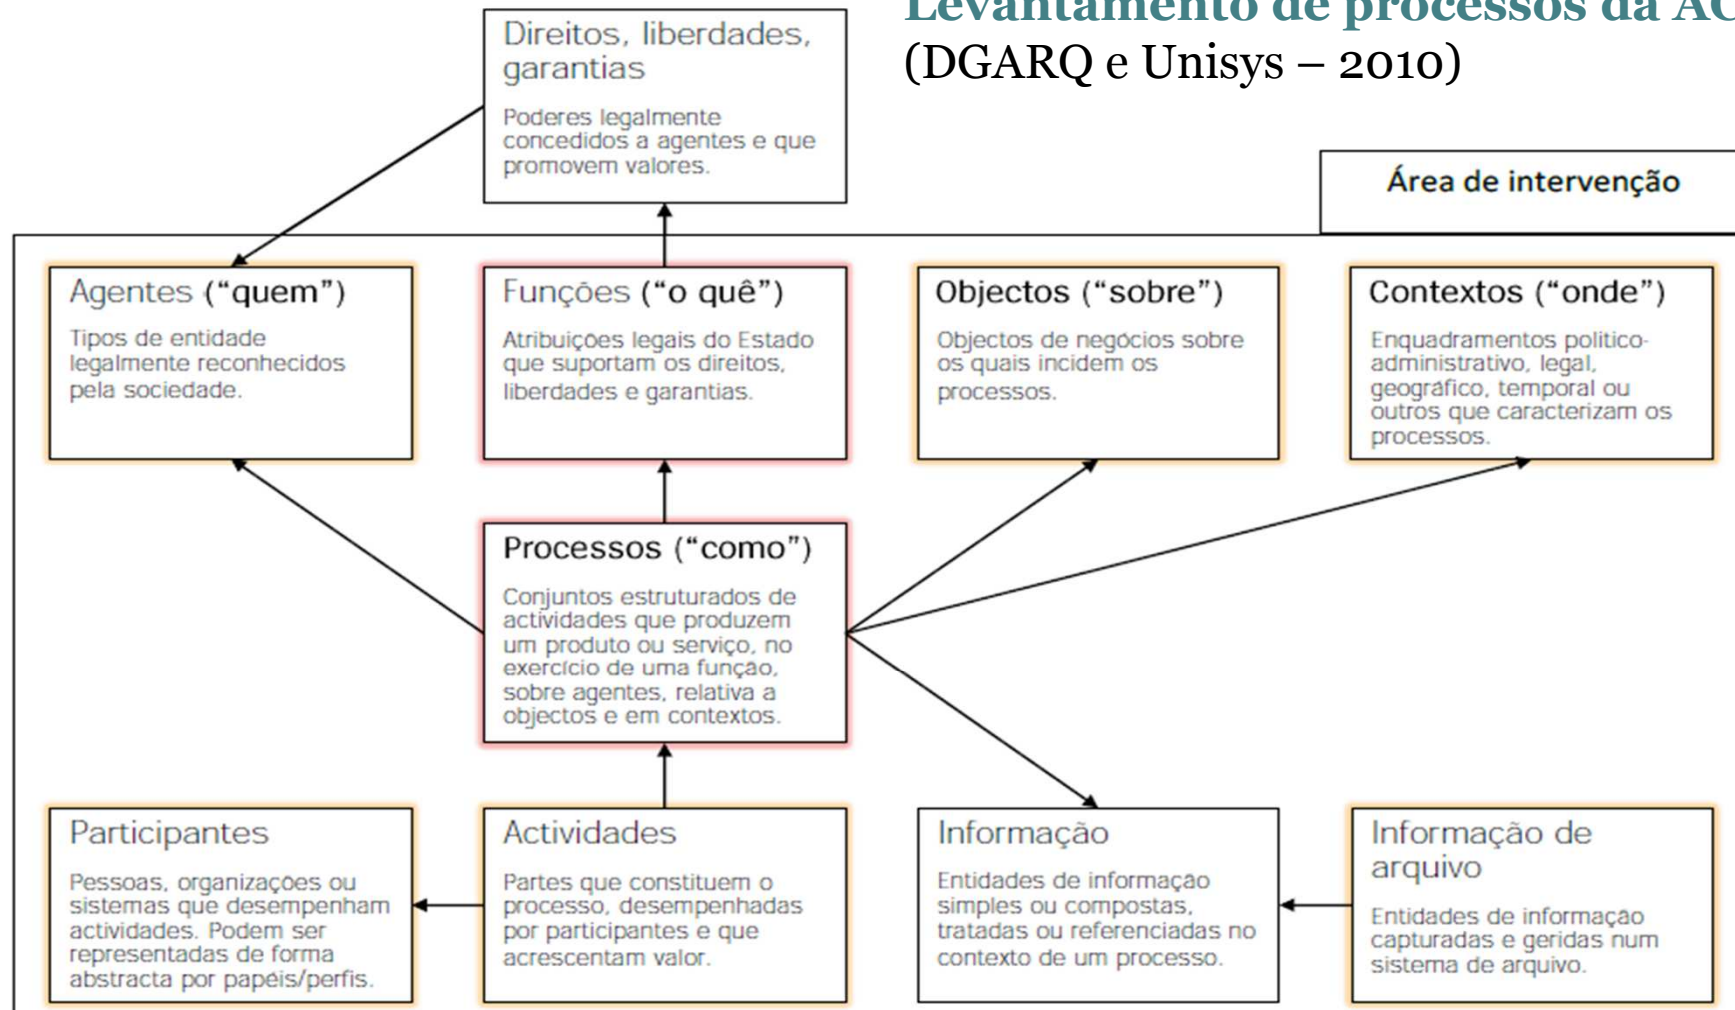 Levantamento de processos da AC
(DGARQ e Unisys – 2010)
Direitos, liberdades,
garantias
Poderes legalmente
concedidos a agentes e que
promovem valores.
Área de intervenção
Agentes (“quem”)
Tipos de entidade
legalmente reconhecidos
pela sociedade.
Funções (“o quê”)
Atribuições legais do Estado
que suportam os direitos,
liberdades e garantias.
Objectos (“sobre”)
Objectos de negócios sobre
os quais incidem os
processos.
Contextos (“onde”)
Enquadramentos politico-
administrativo, legal,
geográfico, temporal ou
outros que caracterizam os
processos.
Processos (“como”)
Conjuntos estruturados de
actividades que produzem
um produto ou serviço, no
exercício de uma função,
sobre agentes, relativa a
objectos e em contextos.
Participantes
Pessoas, organizações ou
sistemas que desempenham
actividades. Podem ser
representadas de forma
abstracta por papéis/perfis.
Actividades
Partes que constituem o
processo, desempenhadas
por participantes e que
acrescentam valor.
Informação
Entidades de informação
simples ou compostas,
tratadas ou referenciadas no
contexto de um processo.
Informação de
arquivo
Entidades de informação
capturadas e geridas num
sistema de arquivo.